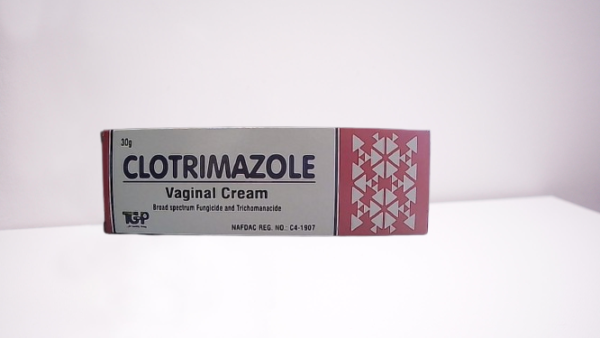 30g
CLOTRIMAZOLE
Vaginal Cream
Broad spectrum Fungicide and Trichomanacide
TGP
NAFDAC REG. NO.: C4-1907